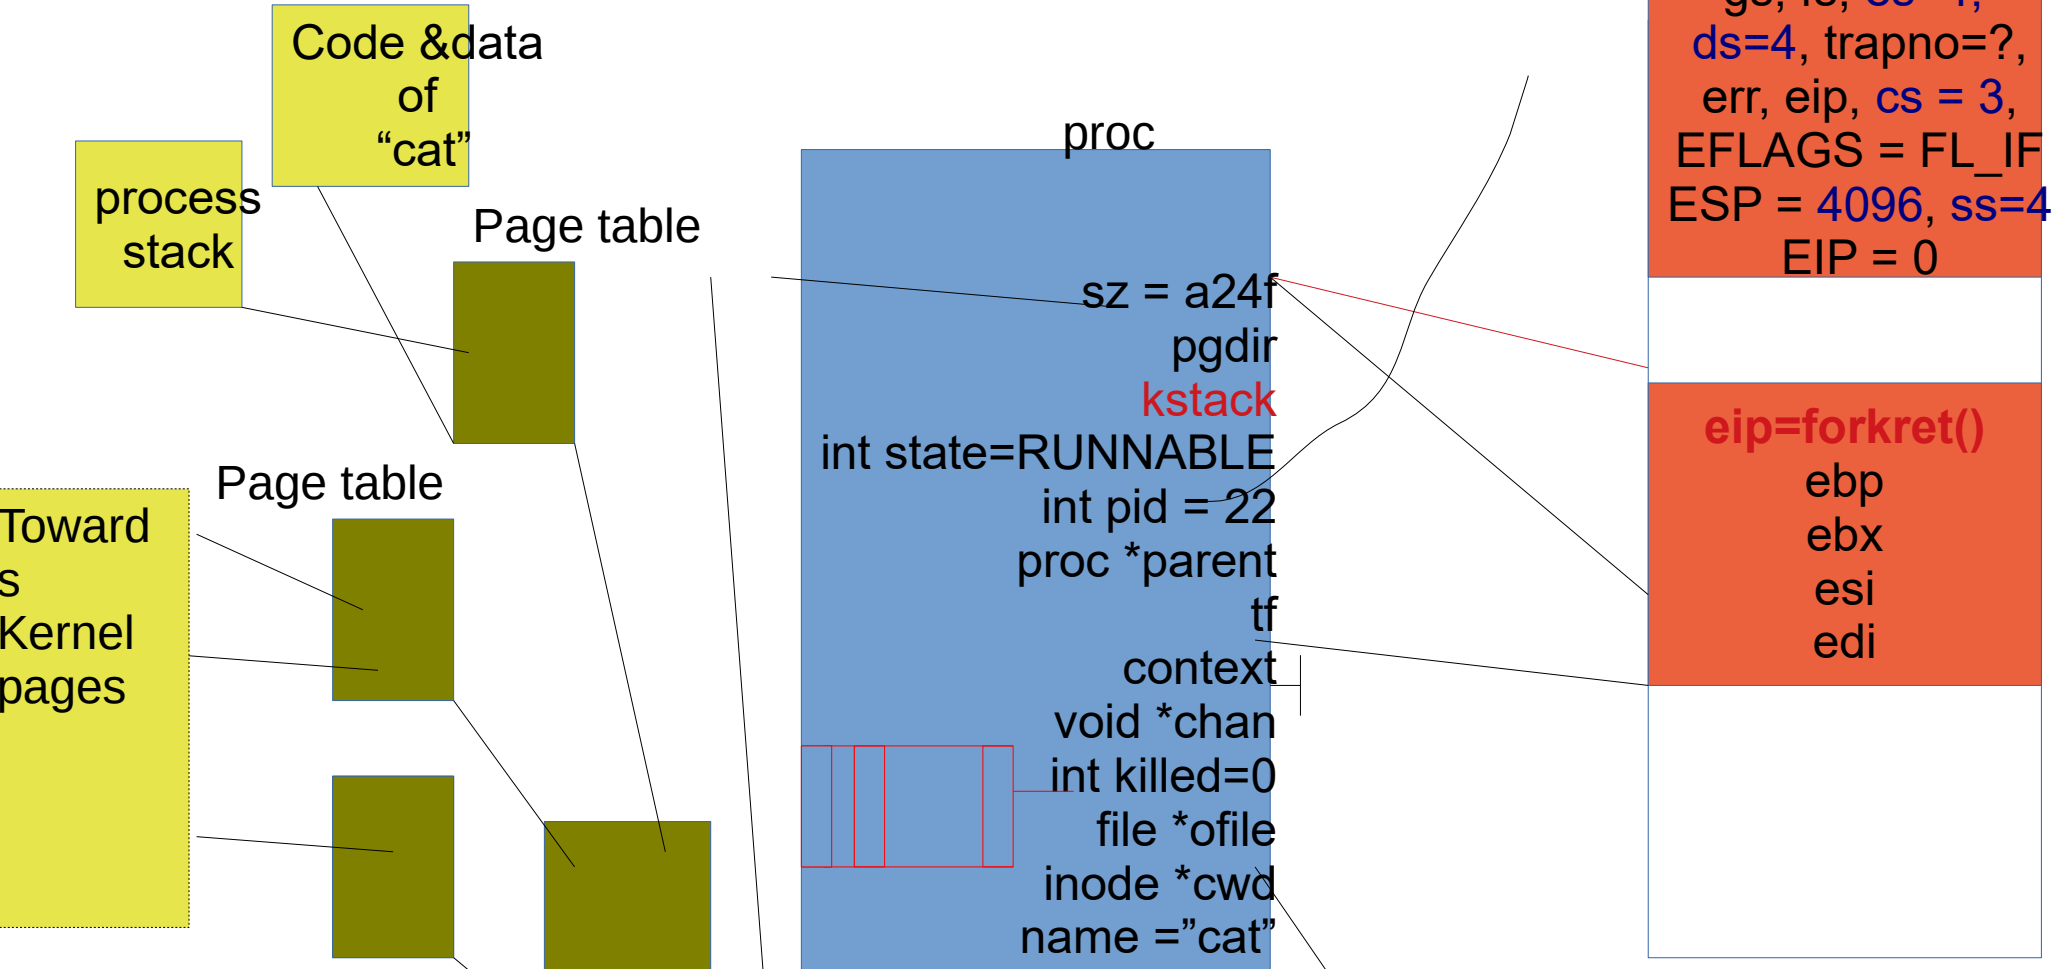 Code &data
of
“cat”
process
stack
Page table
Page table
Toward
s
Kernel
pages
proc
sz = a24f
pgdir
kstack
int state=RUNNABLE
int pid = 22
proc *parent
tf
context
void *chan
int killed=0
file *ofile
inode *cwd
name =”cat”
ds=4, trapno=?,
err, eip, cs = 3,
EFLAGS = FL_IF
ESP = 4096, ss=4
EIP = 0
eip=forkret()
ebp
ebx
esi
edi